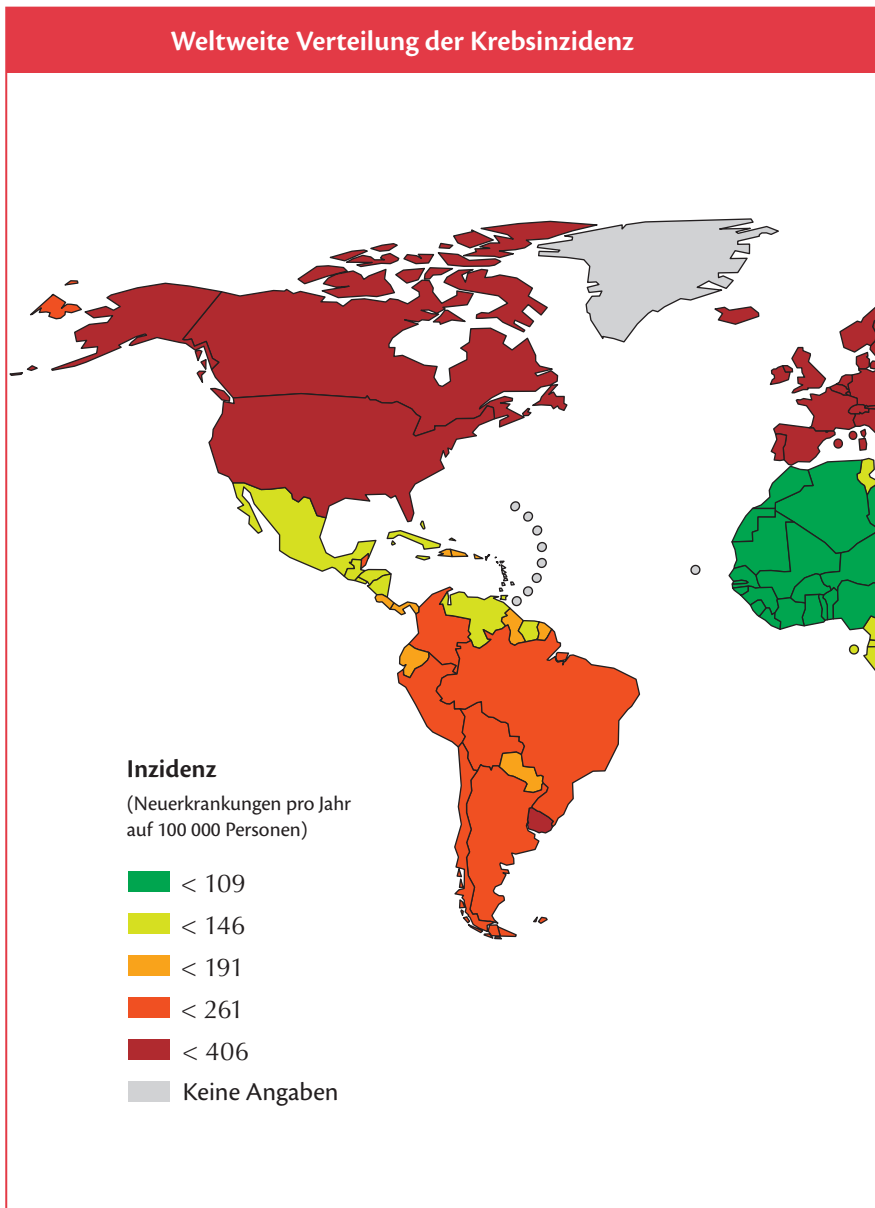 Weltweite Verteilung der Krebsinzidenz
Inzidenz
(Neuerkrankungen pro Jahr
auf 100 000 Personen)
< 109
< 146
< 191
< 261
< 406
Keine Angaben